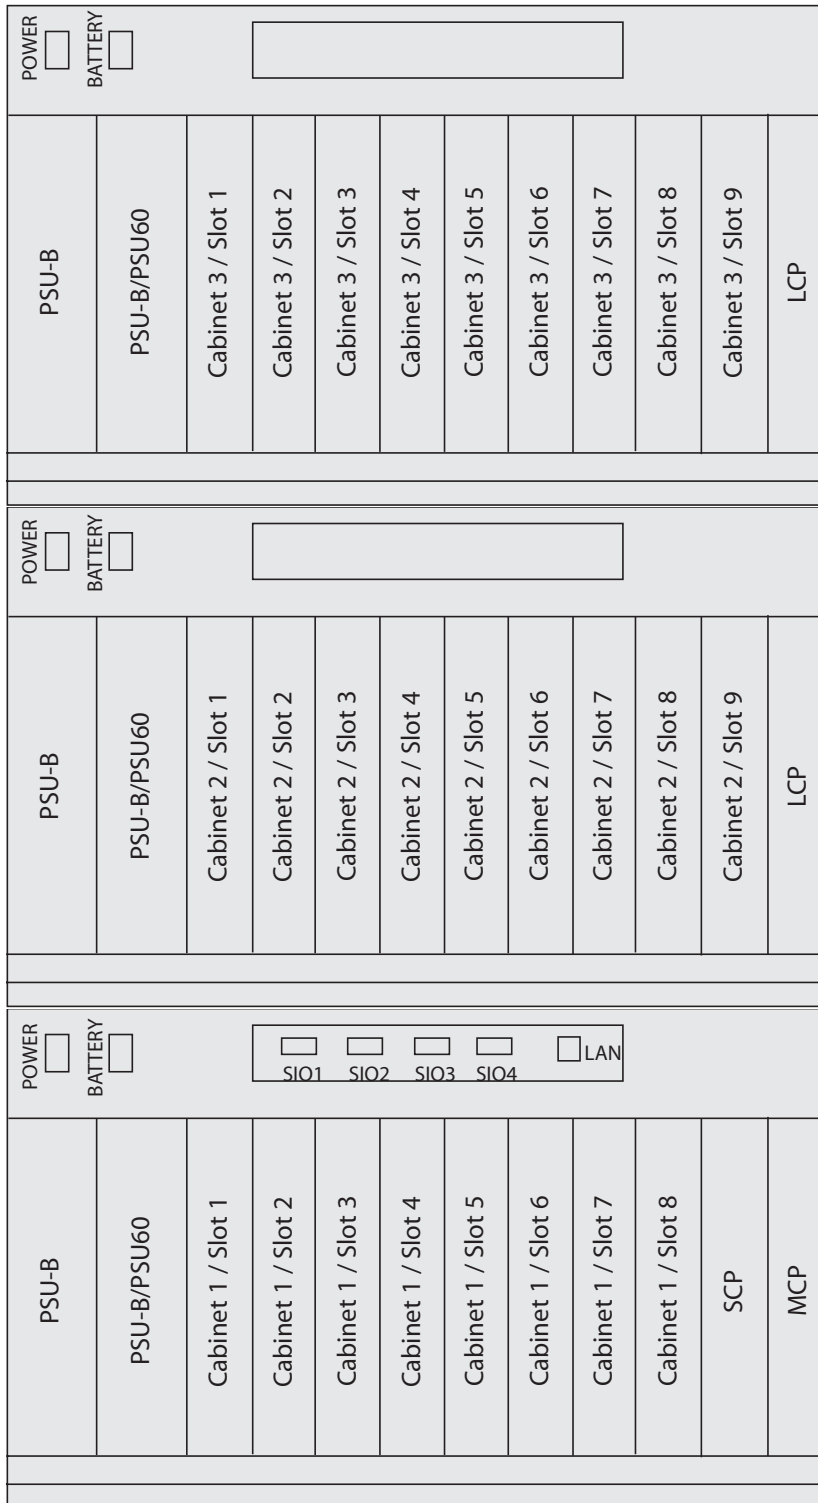 POWER
BATTERY
PSU-B
PSU-B/PSU60
Cabinet 3 / Slot 1
Cabinet 3 / Slot 2
Cabinet 3 / Slot 3
Cabinet 3 / Slot 4
Cabinet 3 / Slot 5
Cabinet 3 / Slot 6
Cabinet 3 / Slot 7
Cabinet 3 / Slot 8
Cabinet 3 / Slot 9
LCP
POWER
BATTERY
PSU-B
PSU-B/PSU60
Cabinet 2 / Slot 1
Cabinet 2 / Slot 2
Cabinet 2 / Slot 3
Cabinet 2 / Slot 4
Cabinet 2 / Slot 5
Cabinet 2 / Slot 6
Cabinet 2 / Slot 7
Cabinet 2 / Slot 8
Cabinet 2 / Slot 9
LCP
POWER
BATTERY
SIO1
SIO2
SIO3
SIO4
LAN
PSU-B
PSU-B/PSU60
Cabinet 1 / Slot 1
Cabinet 1 / Slot 2
Cabinet 1 / Slot 3
Cabinet 1 / Slot 4
Cabinet 1 / Slot 5
Cabinet 1 / Slot 6
Cabinet 1 / Slot 7
Cabinet 1 / Slot 8
SCP
MCP